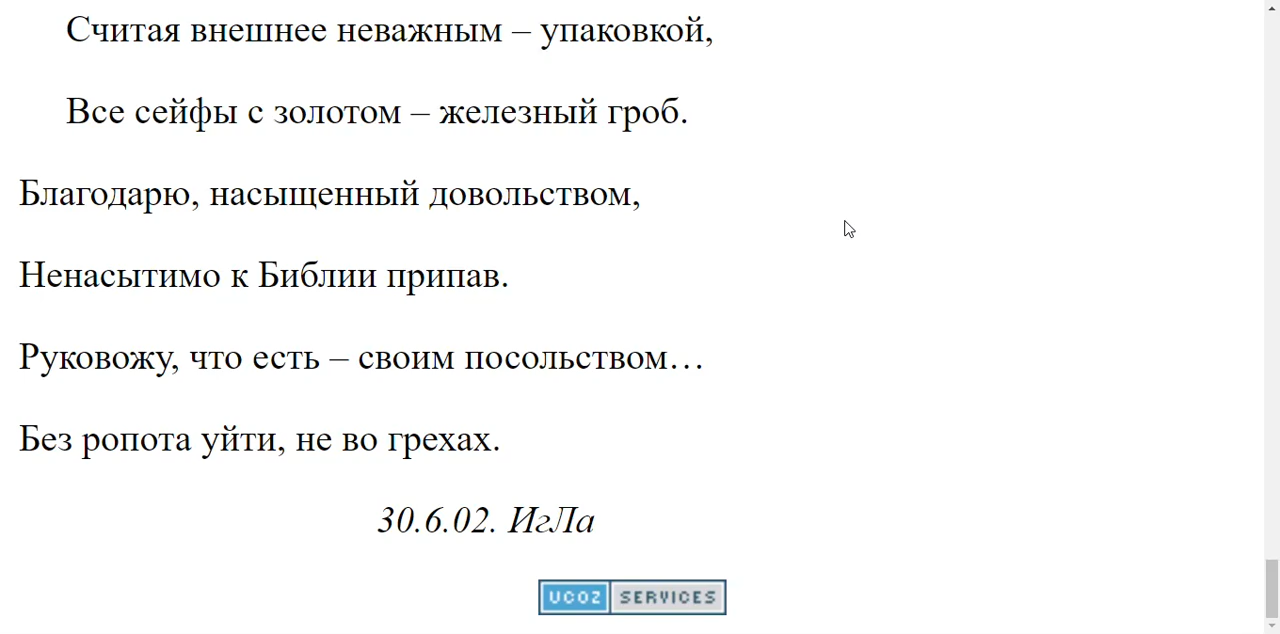 Считая внешнее неважным – упаковкой,
Все сейфы с золотом – железный гроб.
Благодарю, насыщенный довольством,
Ненасытимо к Библии припав.
Руковожу, что есть – своим посольством…
Без ропота уйти, не во грехах.
30.6.02. ИгЛа
UCOZ SERVICES